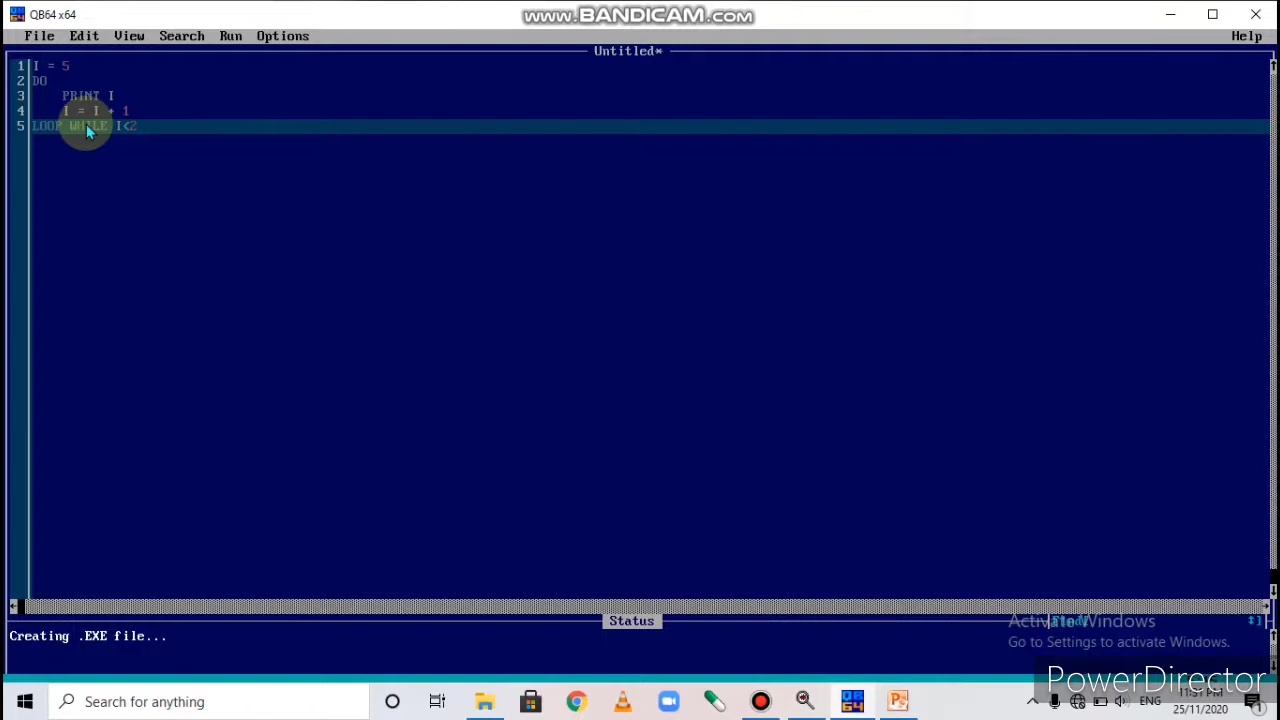 QB64 x64
www.BANDICAM.com
File Edit View Search Run Options Help
Untitled*
1 I = 5
2 DO
3 PRINT I
4 I = I + 1
5 LOOP WHILE I<2
Status
Creating .EXE file...
Activate Windows
Go to Settings to activate Windows.
PowerDirector
Search for anything
ENG
25/11/2020